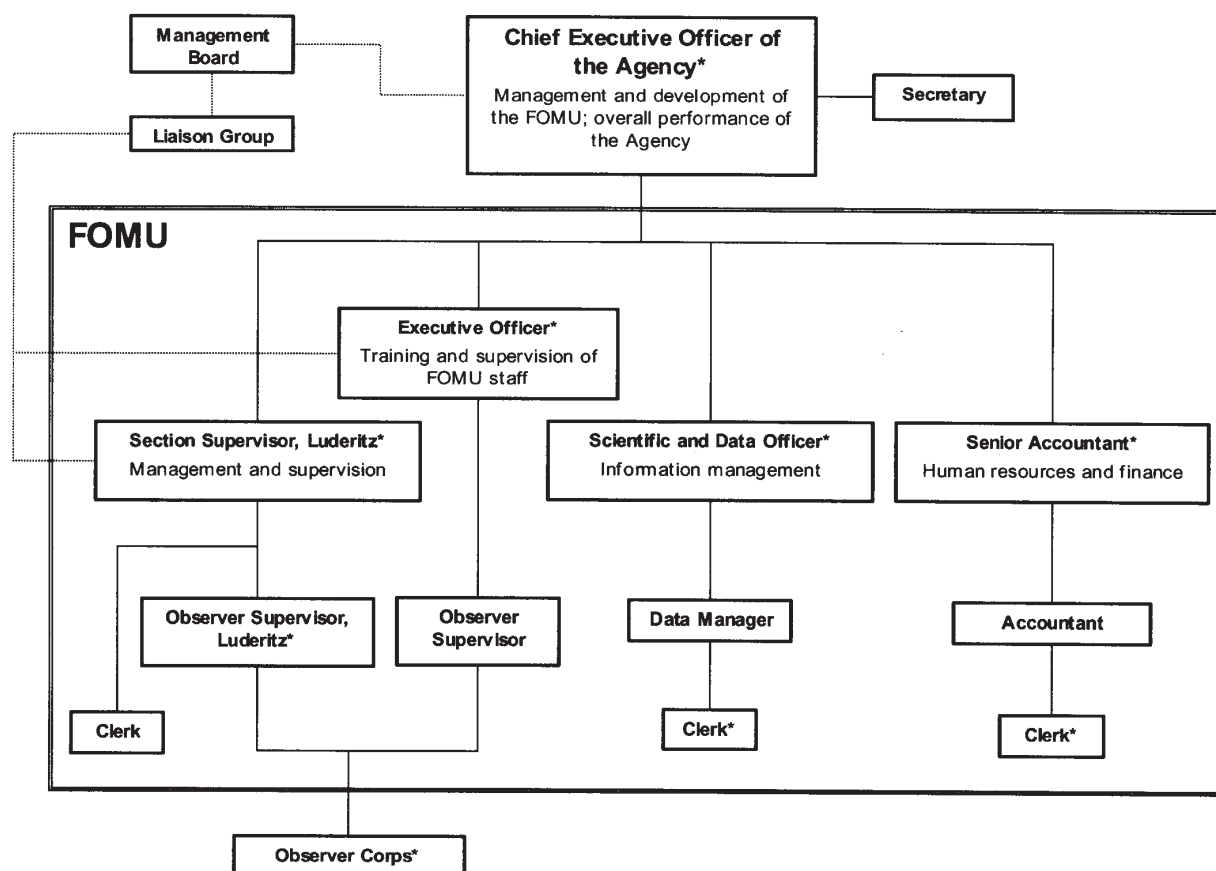 Management
Board
Chief Executive Officer of
the Agency*
Management and development of
the FOMU; overall performance of
the Agency
Secretary
Liaison Group
FOMU
Executive Officer*
Training and supervision of
FOMU staff
Section Supervisor, Luderitz*
Management and supervision
Scientific and Data Officer*
Information management
Senior Accountant*
Human resources and finance
Observer Supervisor,
Luderitz*
Observer
Supervisor
Data Manager
Accountant
Clerk
Clerk*
Clerk*
Observer Corps*